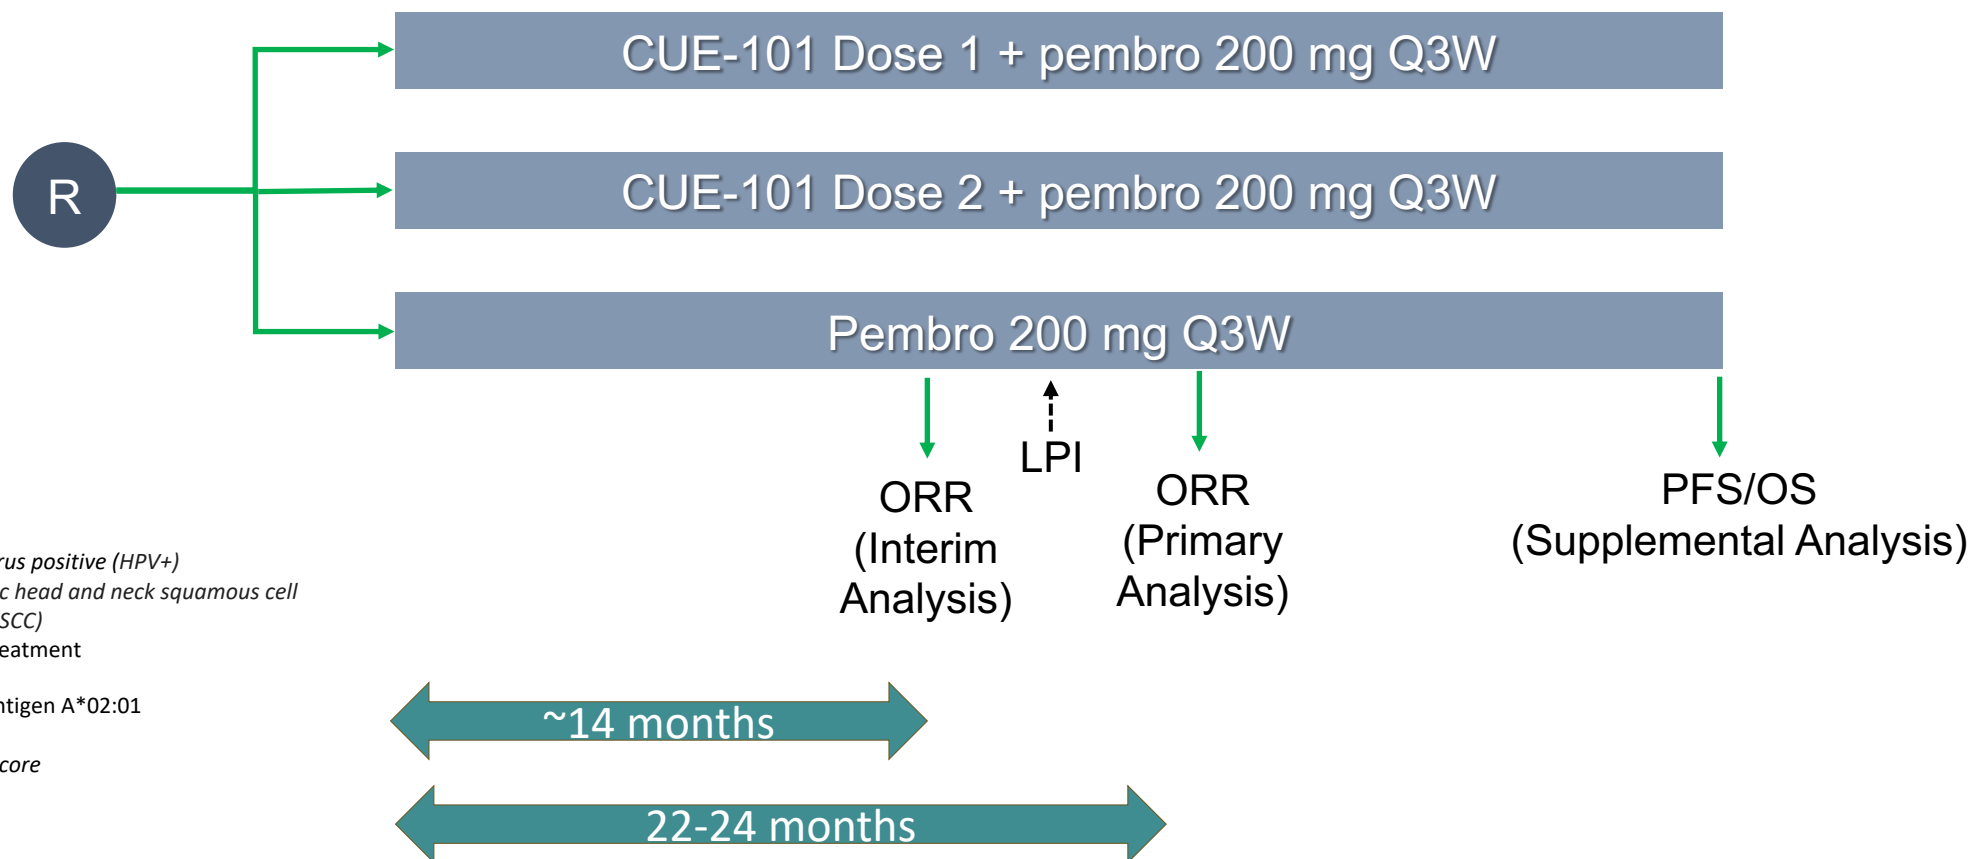 CUE-101 Dose 1 + pembro 200 mg Q3W
R
CUE-101 Dose 2 + pembro 200 mg Q3W
Pembro 200 mg Q3W
LPI
ORR
(Interim
Analysis)
ORR
(Primary
Analysis)
PFS/OS
(Supplemental Analysis)
rus positive (HPV+)
c head and neck squamous cell
SCC)
eatment
ntigen A*02:01
core
~14 months
22-24 months